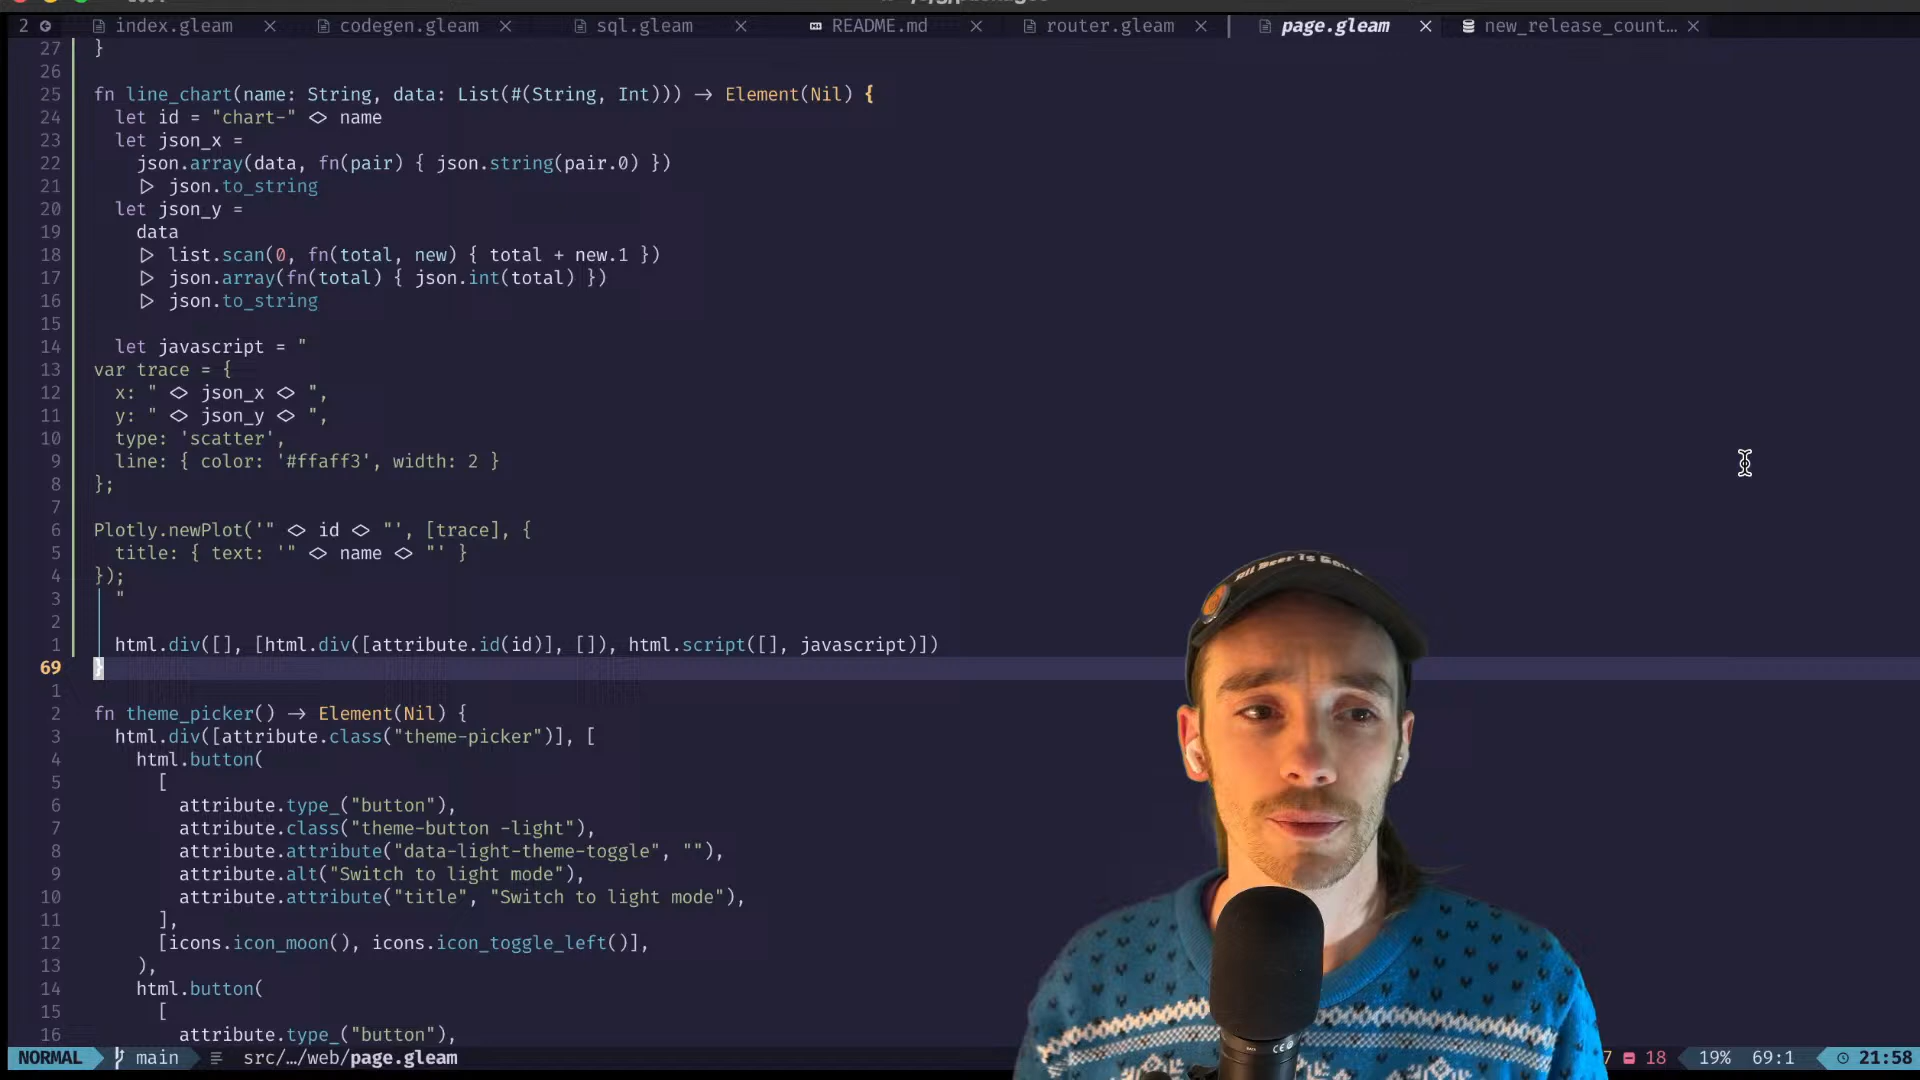 2 index.gleam codegen.gleam sql.gleam README.md router.gleam page.gleam new_release_count…
27 }
26
25 fn line_chart(name: String, data: List(#(String, Int))) -> Element(Nil) {
24 let id = "chart-" <> name
23 let json_x =
22 json.array(data, fn(pair) { json.string(pair.0) })
21 |> json.to_string
20 let json_y =
19 data
18 |> list.scan(0, fn(total, new) { total + new.1 })
17 |> json.array(fn(total) { json.int(total) })
16 |> json.to_string
15
14 let javascript = "
13 var trace = {
12 x: " <> json_x <> ",
11 y: " <> json_y <> ",
10 type: 'scatter',
9 line: { color: '#ffaff3', width: 2 }
8 };
7
6 Plotly.newPlot('" <> id <> "', [trace], {
5 title: { text: '" <> name <> "' }
4 });
3 "
2
1 html.div([], [html.div([attribute.id(id)], []), html.script([], javascript)])
69 }
1
2 fn theme_picker() -> Element(Nil) {
3 html.div([attribute.class("theme-picker")], [
4 html.button(
5 [
6 attribute.type_("button"),
7 attribute.class("theme-button -light"),
8 attribute.attribute("data-light-theme-toggle", ""),
9 attribute.alt("Switch to light mode"),
10 attribute.attribute("title", "Switch to light mode"),
11 ],
12 [icons.icon_moon(), icons.icon_toggle_left()],
13 ),
14 html.button(
15 [
16 attribute.type_("button"),
NORMAL main src/…/web/page.gleam 7 18 19% 69:1 21:58